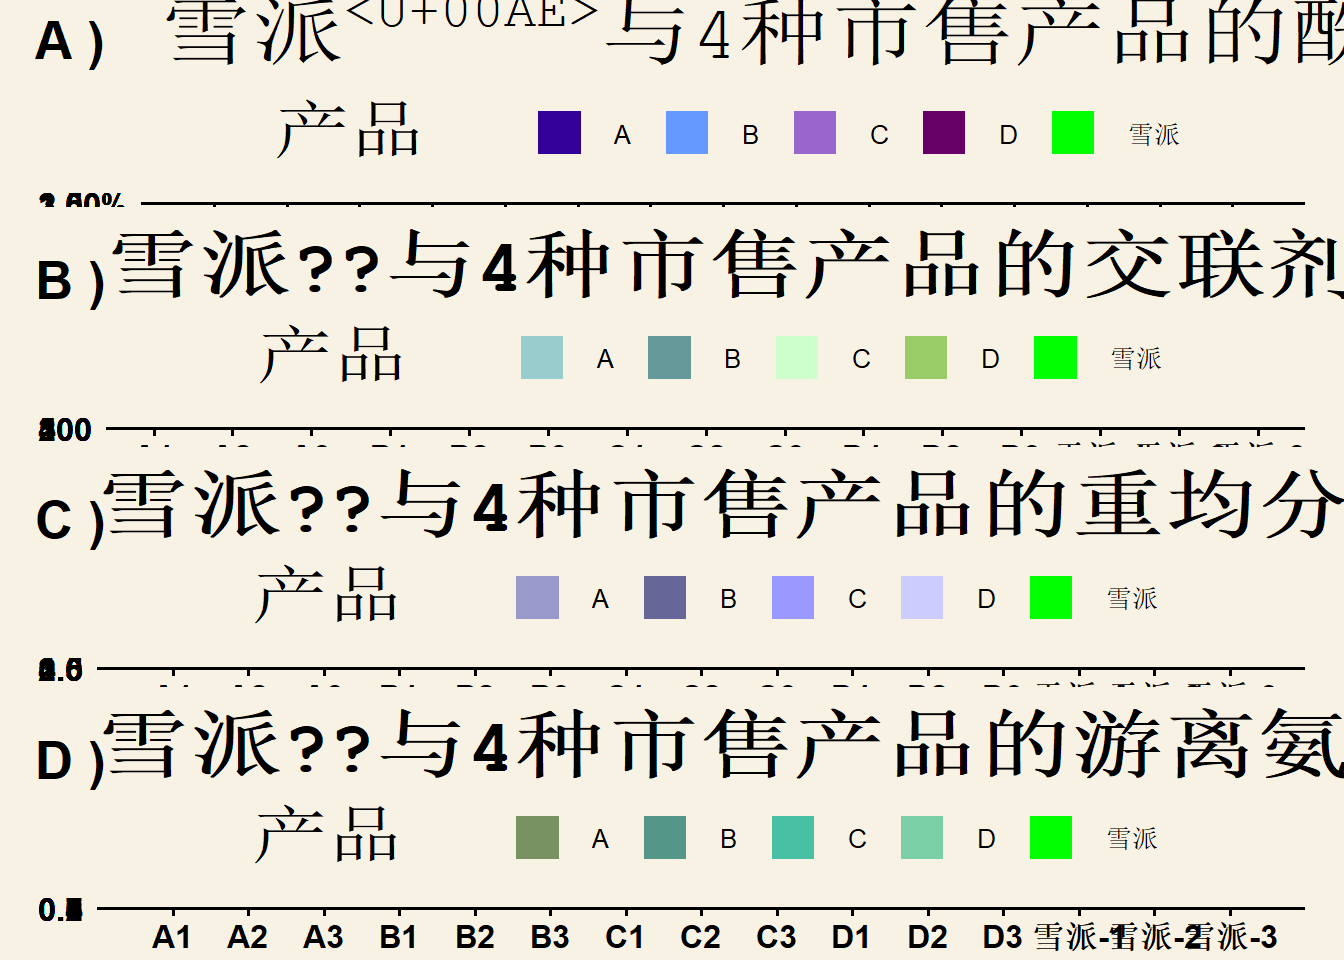 A ) 雪派<U+00AE>与4种市售产品的
产品 A B C D 雪派
B ) 雪派??与4种市售产品的交联剂
产品 A B C D 雪派
C ) 雪派??与4种市售产品的重均分
产品 A B C D 雪派
D ) 雪派??与4种市售产品的游离氨
产品 A B C D 雪派
A1 A2 A3 B1 B2 B3 C1 C2 C3 D1 D2 D3 雪派-1 雪派-2 雪派-3